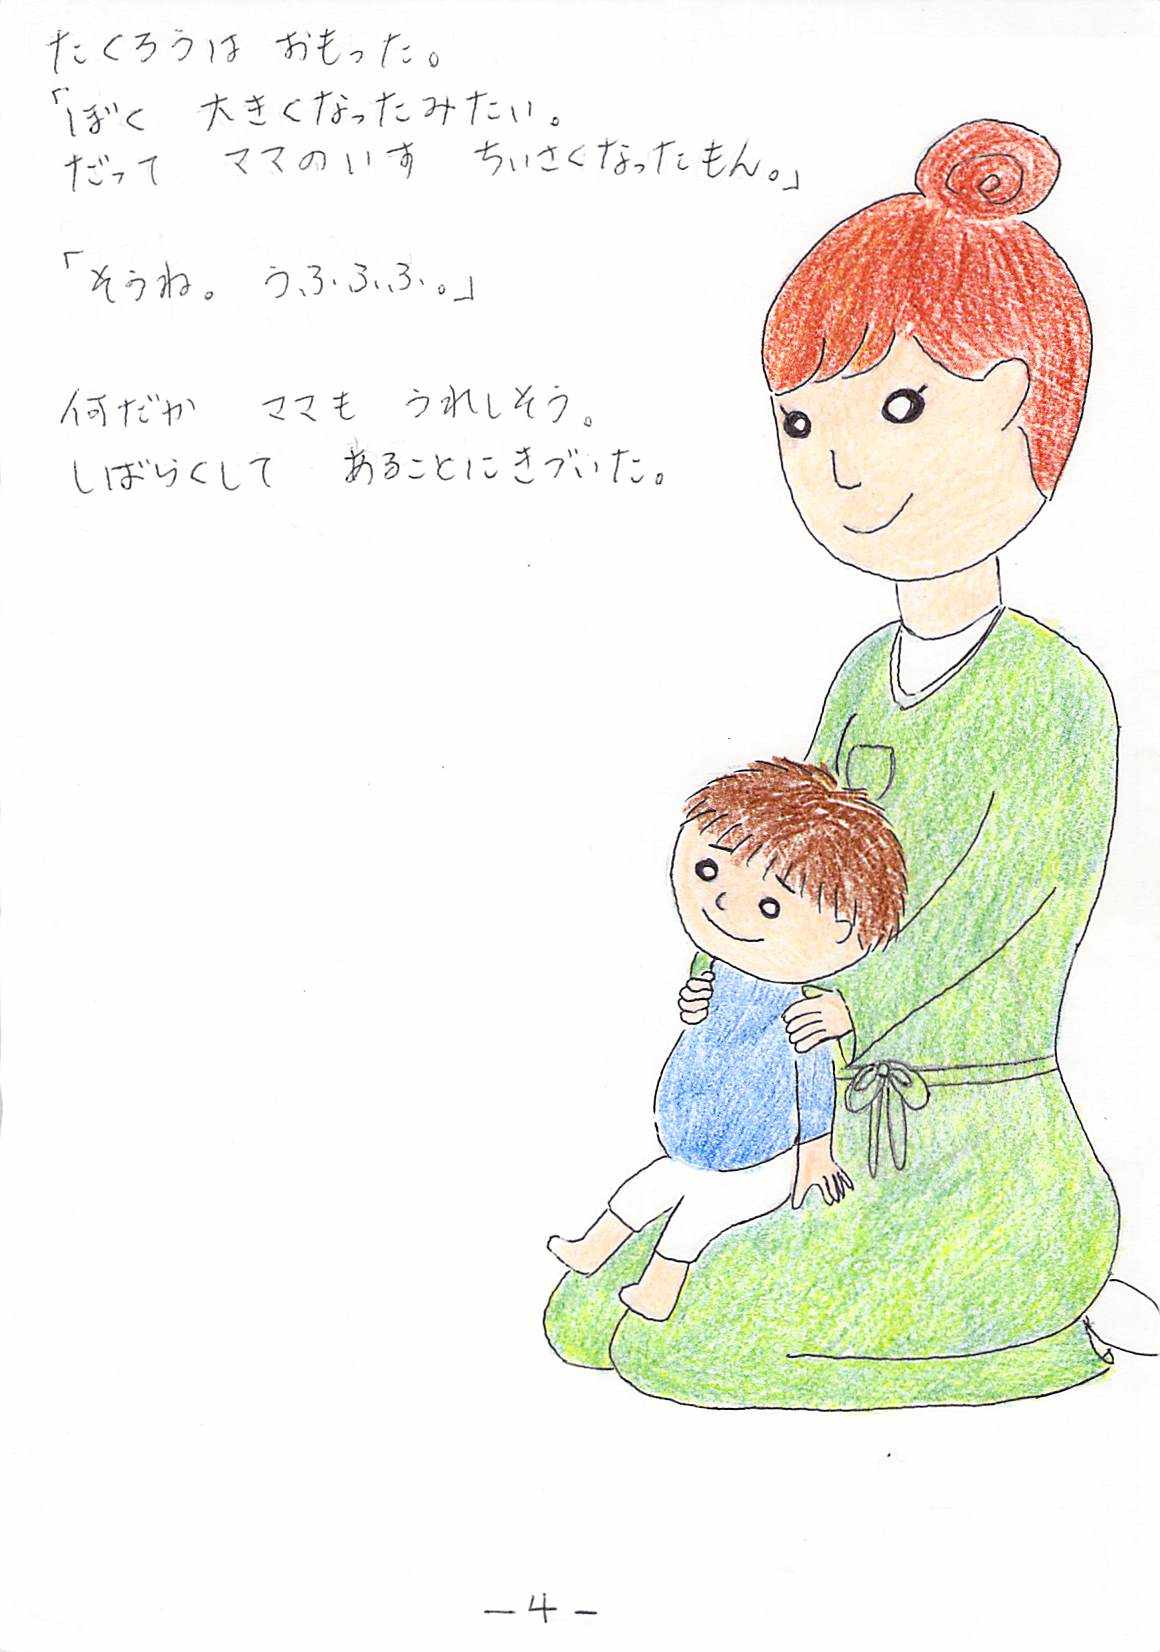 たくろうは おもった。
「ぼく 大きくなったみたい。
だって ママのいす ちいさくなったもん。」
「そうね。 うふふふ。」
何だか ママも うれしそう。
しばらくして あることにきづいた。
－4－